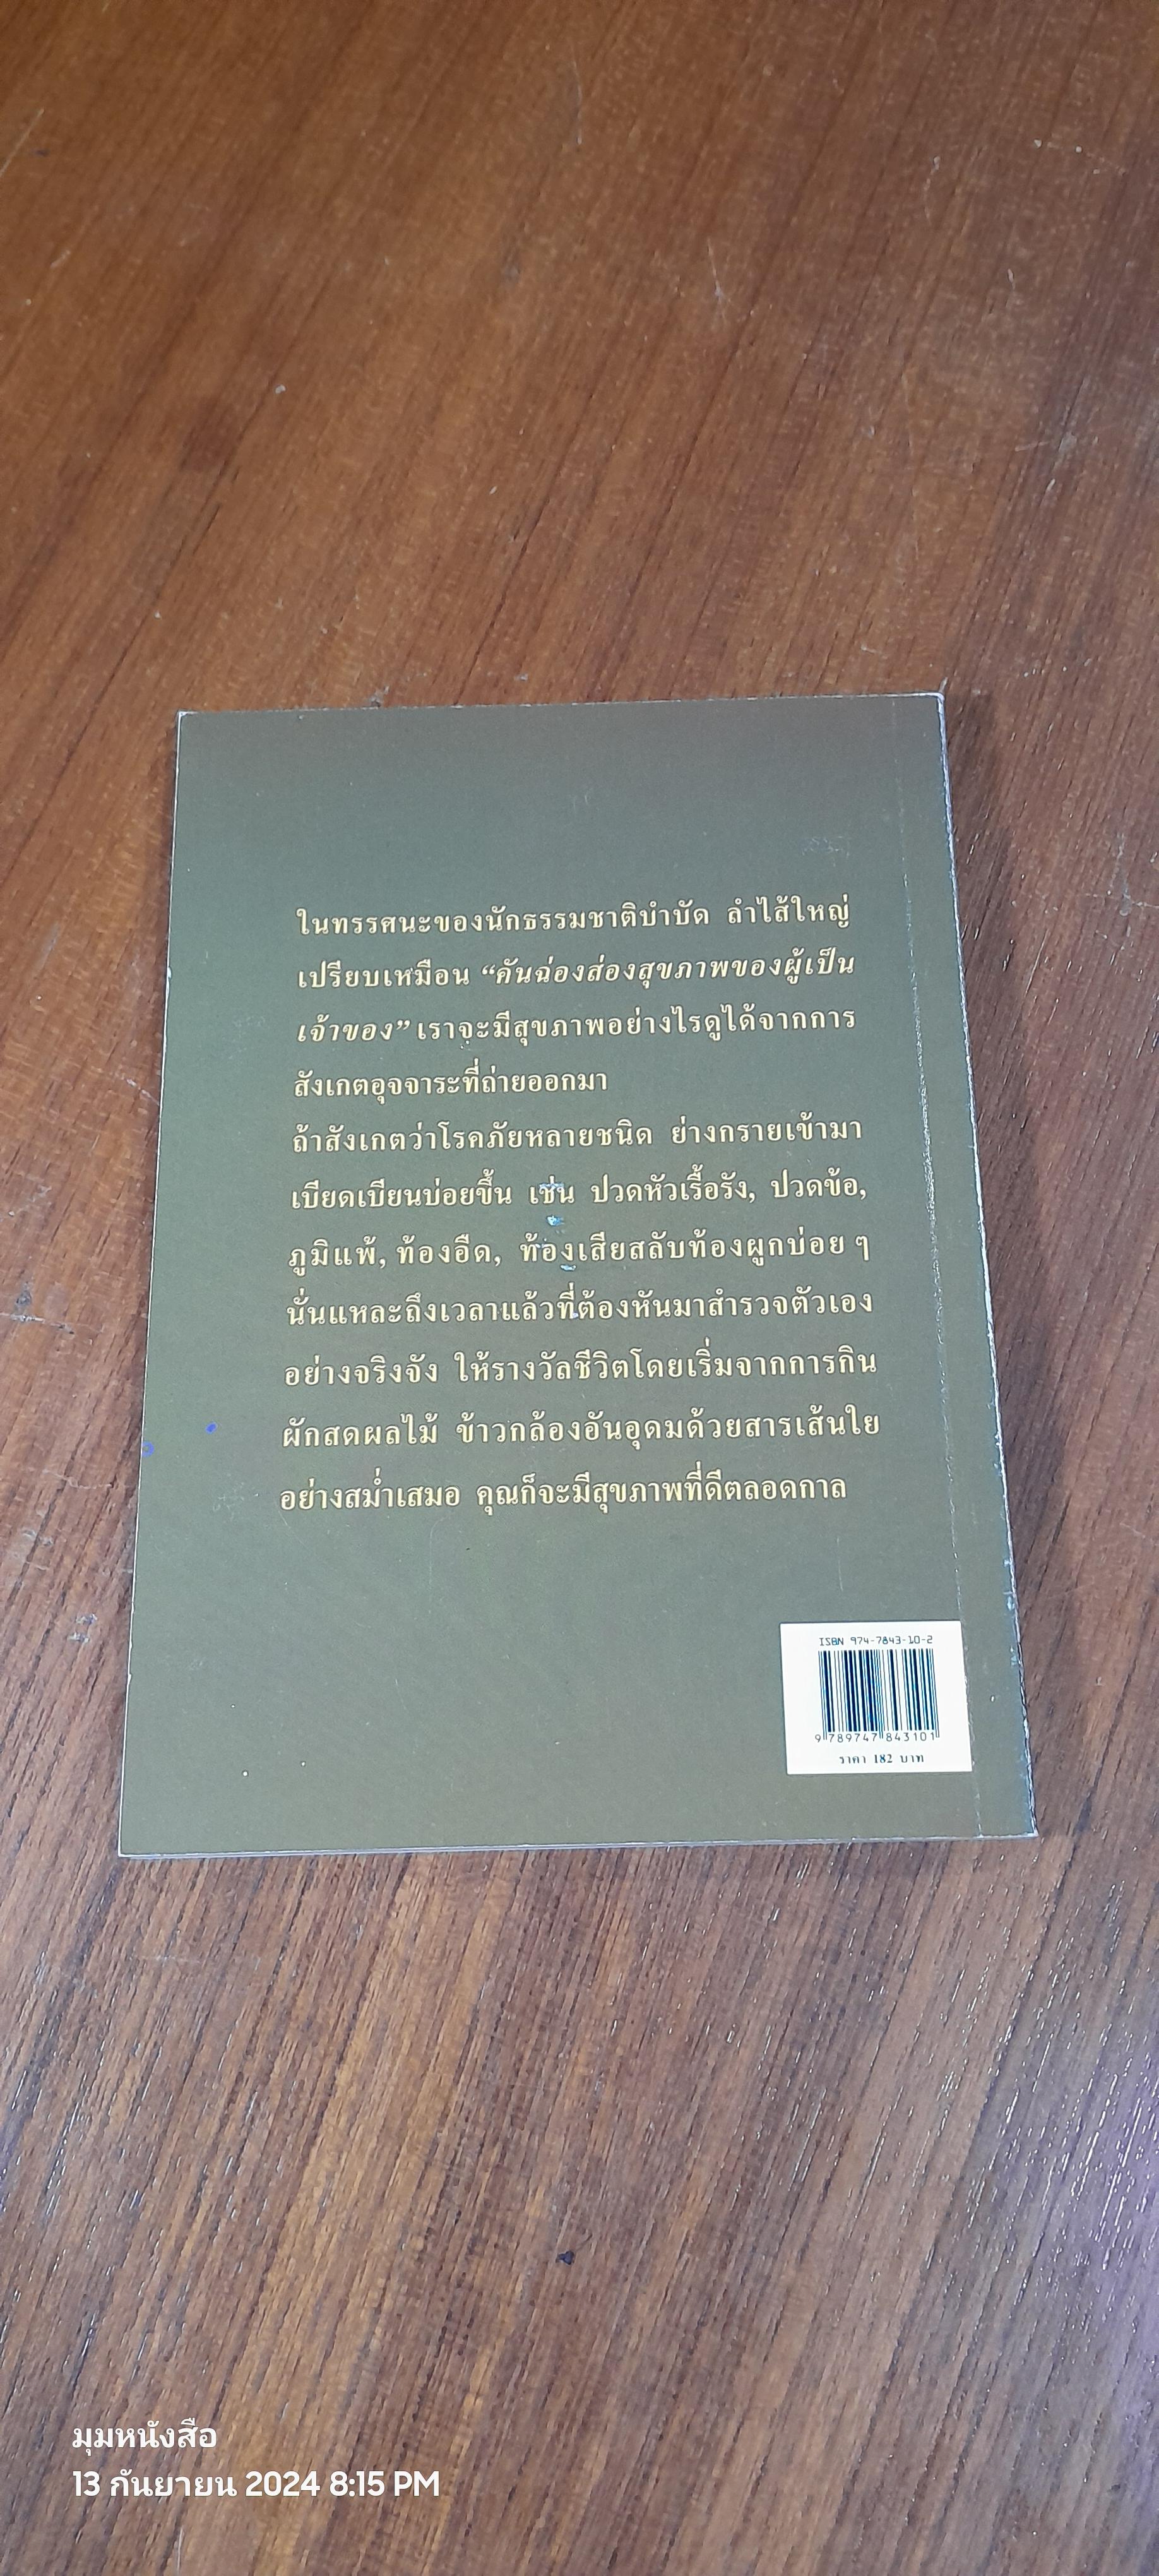 ในทรรศนะของนักธรรมชาติบำบัด ลำไส้ใหญ่
เปรียบเหมือน “คันฉ่องส่องสุขภาพของผู้เป็น
เจ้าของ” เราจะมีสุขภาพอย่างไรดูได้จากการ
สังเกตอุจจาระที่ถ่ายออกมา
ถ้าสังเกตว่าโรคภัยหลายชนิด ย่างกรายเข้ามา
เบียดเบียนบ่อยขึ้น เช่น ปวดหัวเรื้อรัง, ปวดข้อ,
ภูมิแพ้, ท้องอืด, ท้องเสียสลับท้องผูกบ่อย ๆ
นั่นแหละถึงเวลาแล้วที่ต้องหันมาสำรวจตัวเอง
อย่างจริงจัง ให้รางวัลชีวิตโดยเริ่มจากการกิน
ผักสดผลไม้ ข้าวกล้องอันอุดมด้วยสารเส้นใย
อย่างสม่ำเสมอ คุณก็จะมีสุขภาพที่ดีตลอดกาล
ISBN 974-7843-10-2
9 789747 843101
ราคา 182 บาท
มุมหนังสือ
13 กันยายน 2024 8:15 PM